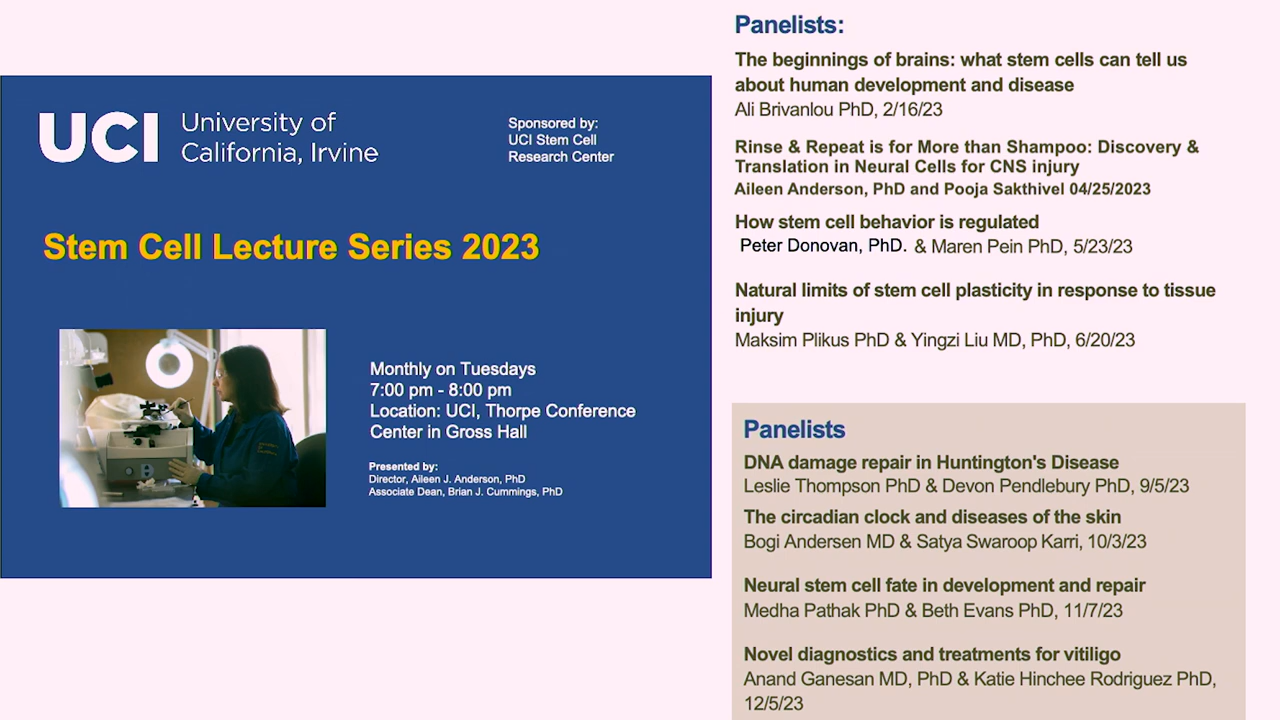 UCI University of
California, Irvine
Sponsored by:
UCI Stem Cell
Research Center
Stem Cell Lecture Series 2023
Monthly on Tuesdays
7:00 pm - 8:00 pm
Location: UCI, Thorpe Conference
Center in Gross Hall
Presented by:
Director, Aileen J. Anderson, PhD
Associate Dean, Brian J. Cummings, PhD
Panelists:
The beginnings of brains: what stem cells can tell us
about human development and disease
Ali Brivanlou PhD, 2/16/23
Rinse & Repeat is for More than Shampoo: Discovery &
Translation in Neural Cells for CNS injury
Aileen Anderson, PhD and Pooja Sakthivel 04/25/2023
How stem cell behavior is regulated
Peter Donovan, PhD. & Maren Pein PhD, 5/23/23
Natural limits of stem cell plasticity in response to tissue
injury
Maksim Plikus PhD & Yingzi Liu MD, PhD, 6/20/23
Panelists
DNA damage repair in Huntington's Disease
Leslie Thompson PhD & Devon Pendlebury PhD, 9/5/23
The circadian clock and diseases of the skin
Bogi Andersen MD & Satya Swaroop Karri, 10/3/23
Neural stem cell fate in development and repair
Medha Pathak PhD & Beth Evans PhD, 11/7/23
Novel diagnostics and treatments for vitiligo
Anand Ganesan MD, PhD & Katie Hinchee Rodriguez PhD,
12/5/23